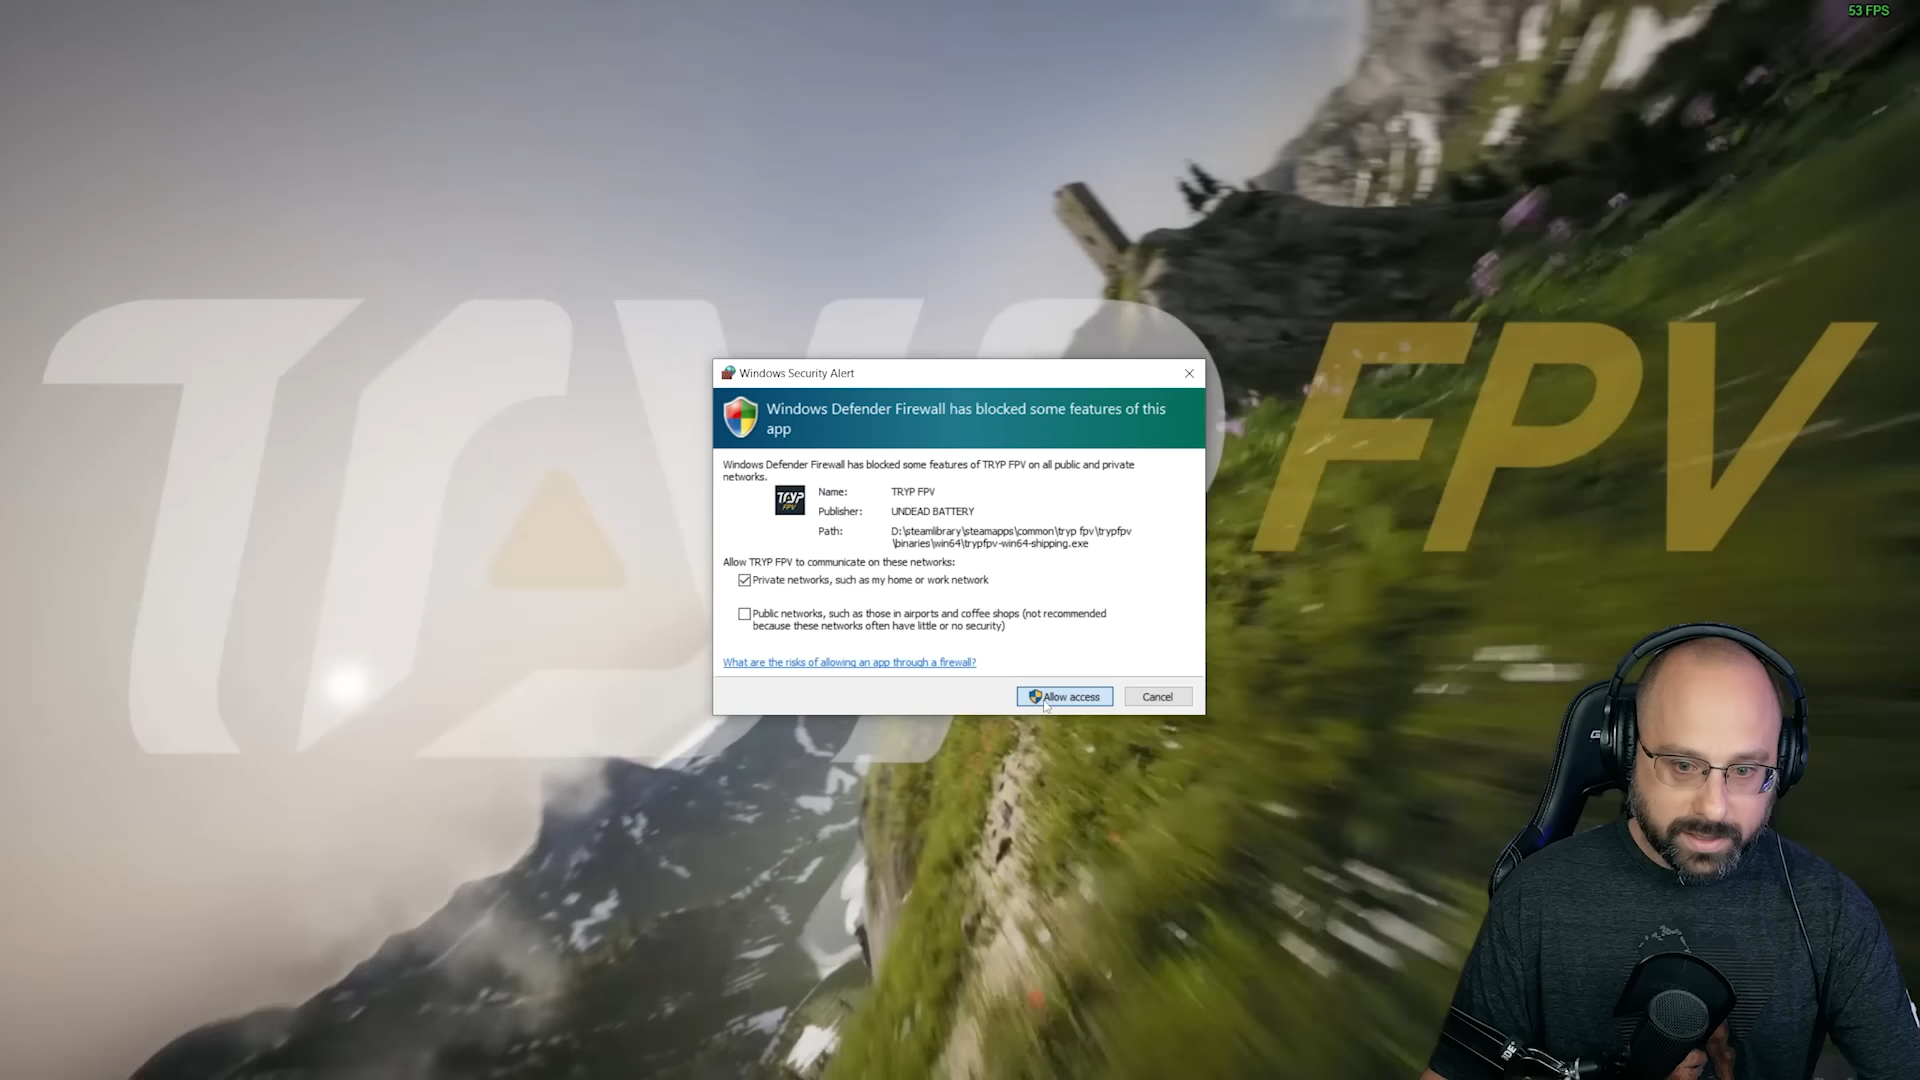 53 FPS
TRYP FPV
Windows Security Alert
Windows Defender Firewall has blocked some features of this
app
Windows Defender Firewall has blocked some features of TRYP FPV on all public and private
networks.
TRYP
FPV
Name: TRYP FPV
Publisher: UNDEAD BATTERY
Path: D:\steamlibrary\steamapps\common\tryp fpv\trypfpv
\binaries\win64\trypfpv-win64-shipping.exe
Allow TRYP FPV to communicate on these networks:
Private networks, such as my home or work network
Public networks, such as those in airports and coffee shops (not recommended
because these networks often have little or no security)
What are the risks of allowing an app through a firewall?
Allow access
Cancel